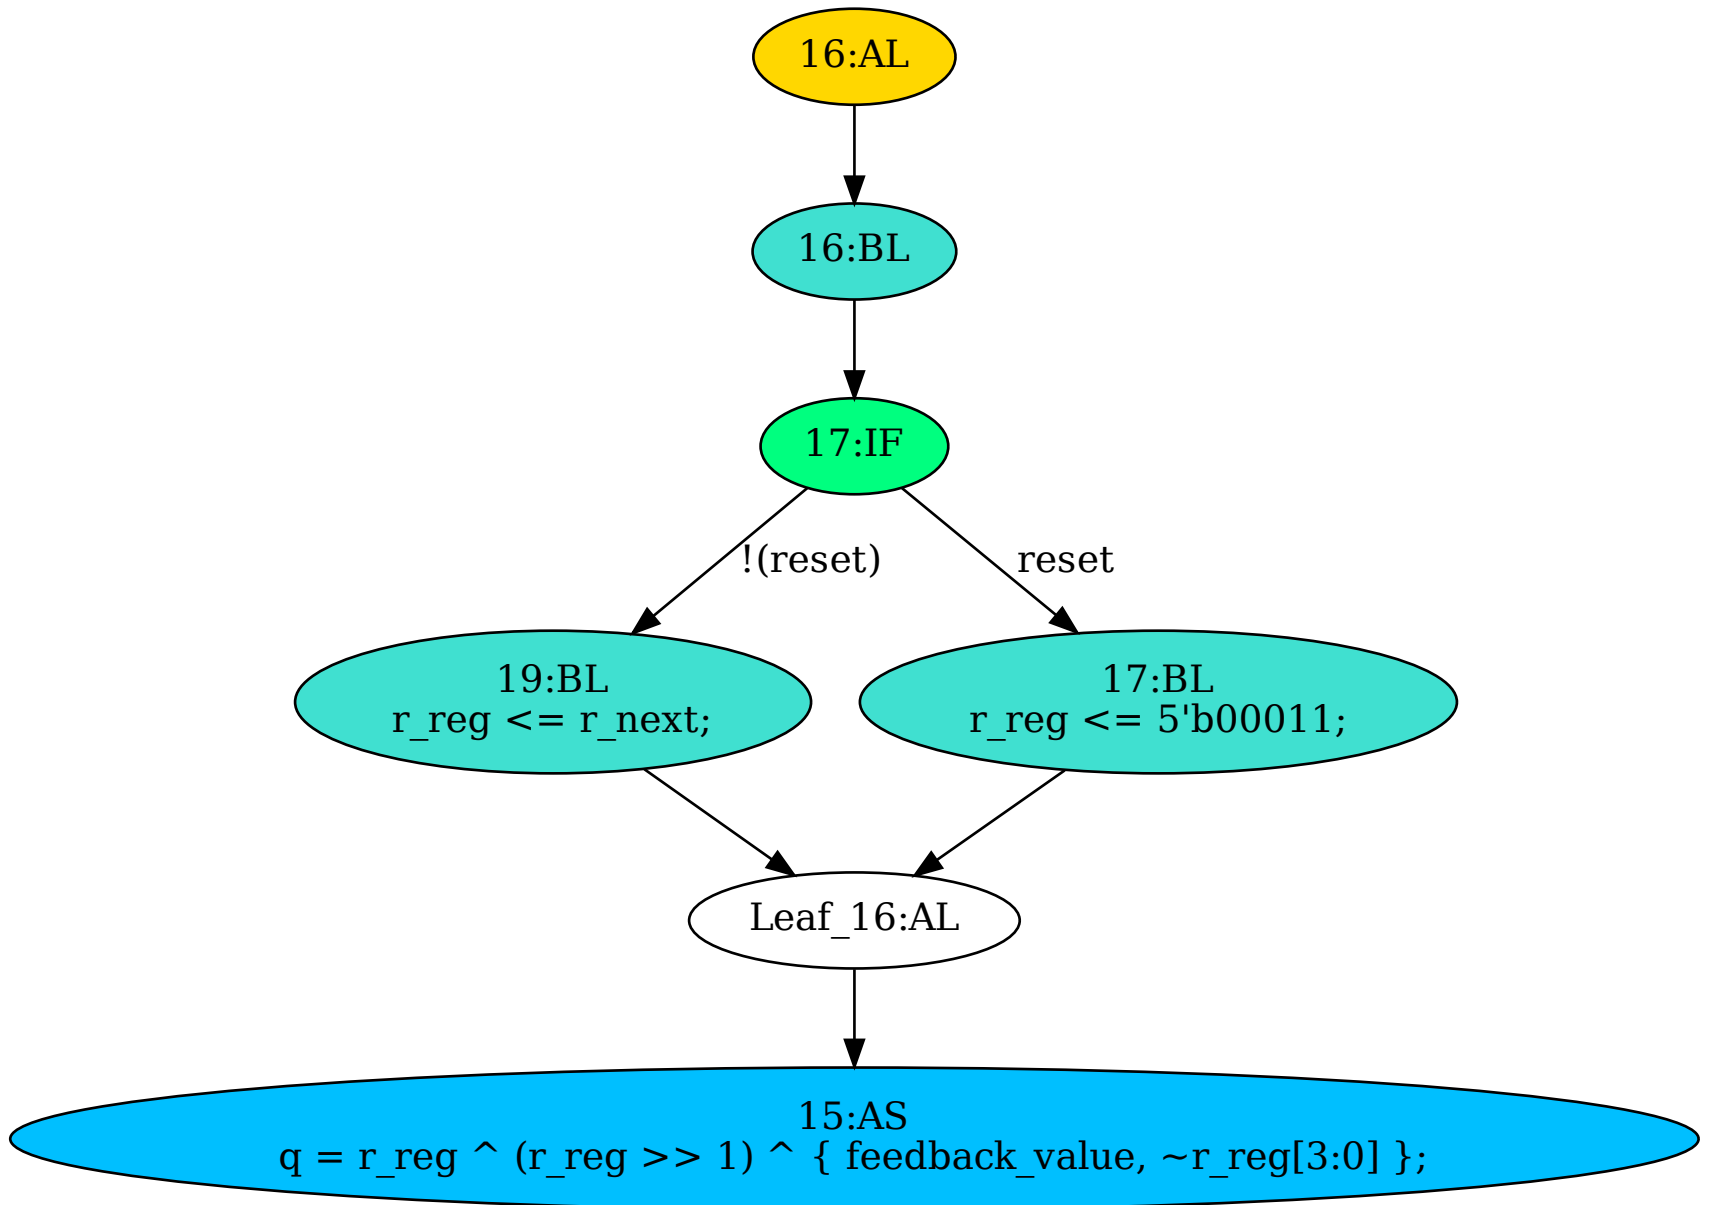 16:AL
16:BL
17:IF
!(reset)
reset
19:BL
r_reg <= r_next;
17:BL
r_reg <= 5'b00011;
Leaf_16:AL
15:AS
q = r_reg ^ (r_reg >> 1) ^ { feedback_value, ~r_reg[3:0] };